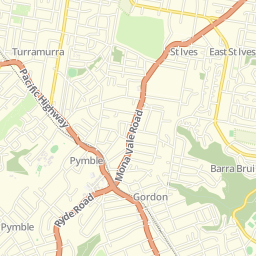 Turramurra
St Ives
East St Ives
Pacific Highway
Mona Vale Road
Pymble
Barra Brui
Gordon
Ryde Road
Pymble